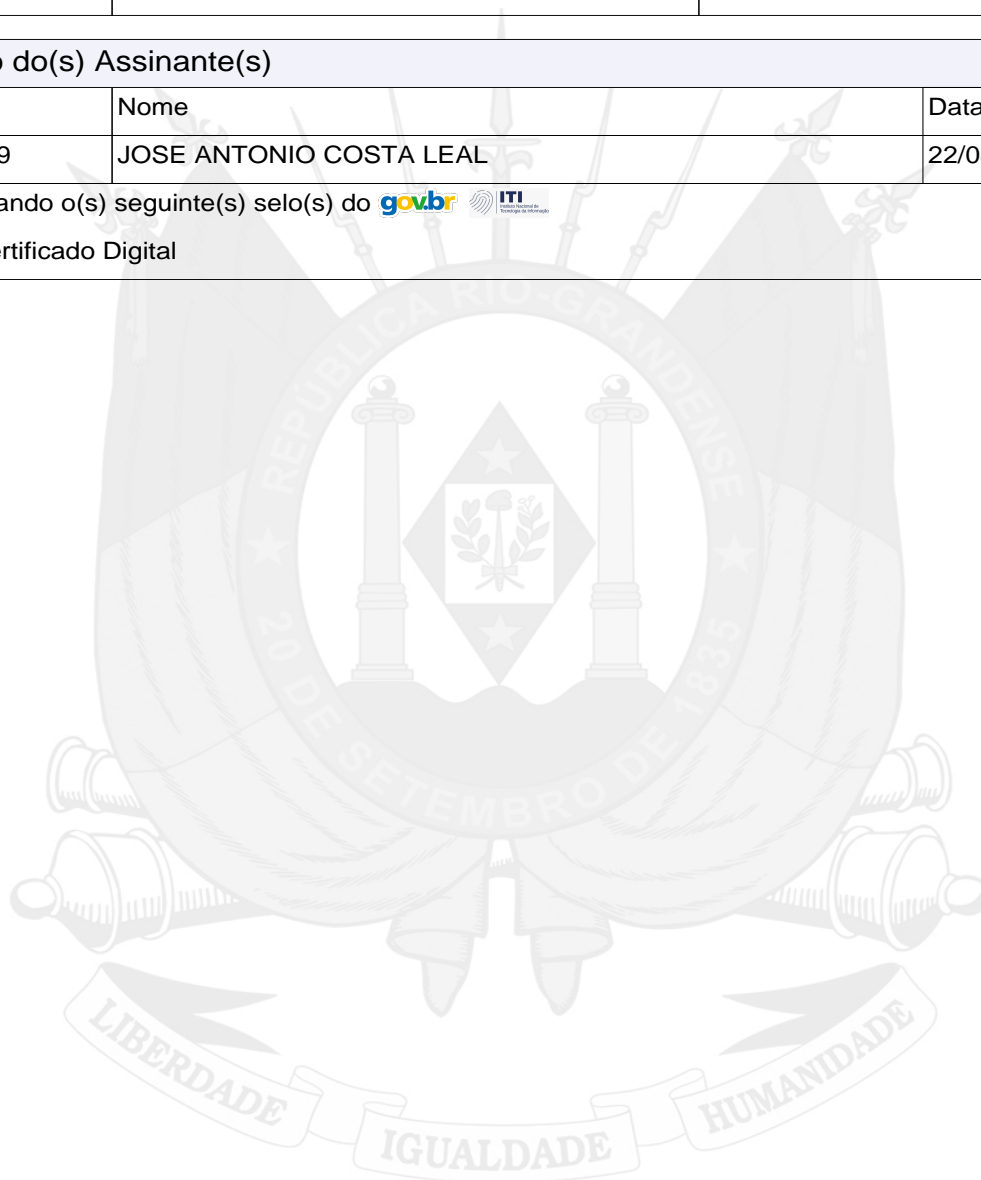 o do(s) Assinante(s)
Nome Data
9 JOSE ANTONIO COSTA LEAL 22/0
ando o(s) seguinte(s) selo(s) do gov.br ITI
rtificado Digital
REPÚBLICA RIO-GRANDENSE
20 DE SETEMBRO DE 1835
LIBERDADE IGUALDADE HUMANIDADE